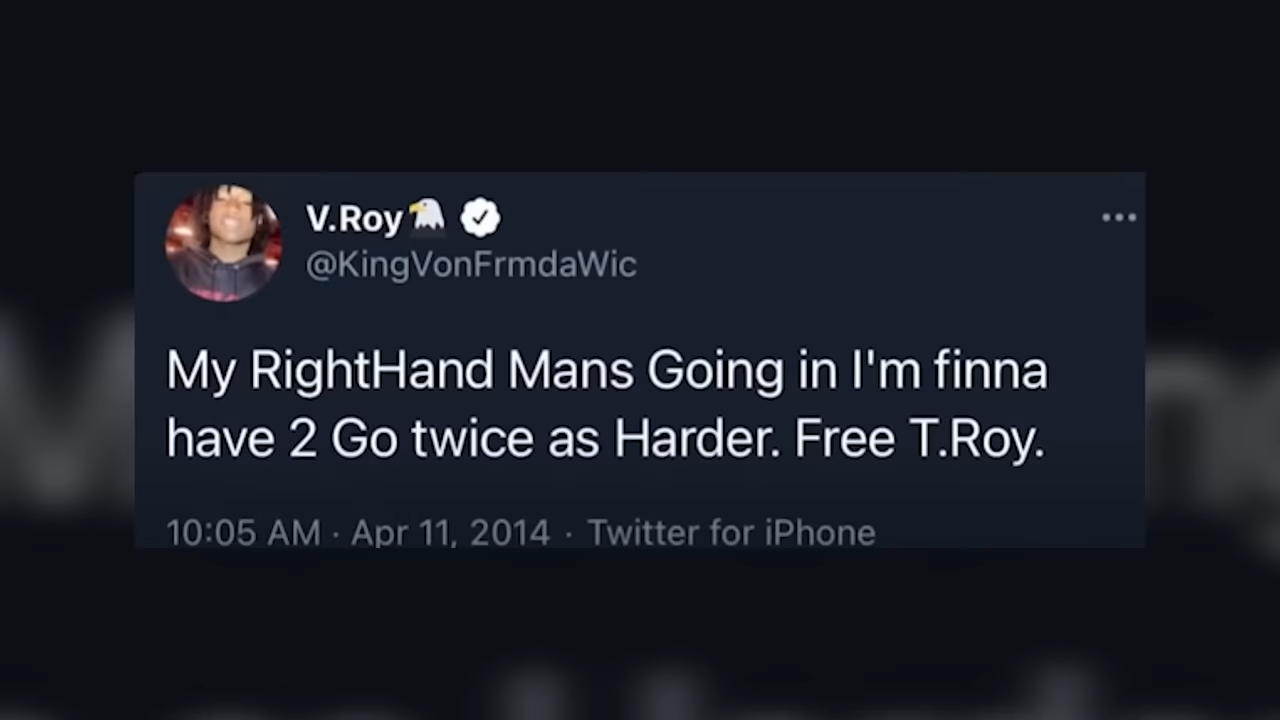 V.Roy🦅
@KingVonFrmdaWic
My RightHand Mans Going in I'm finna
have 2 Go twice as Harder. Free T.Roy.
10:05 AM · Apr 11, 2014 · Twitter for iPhone